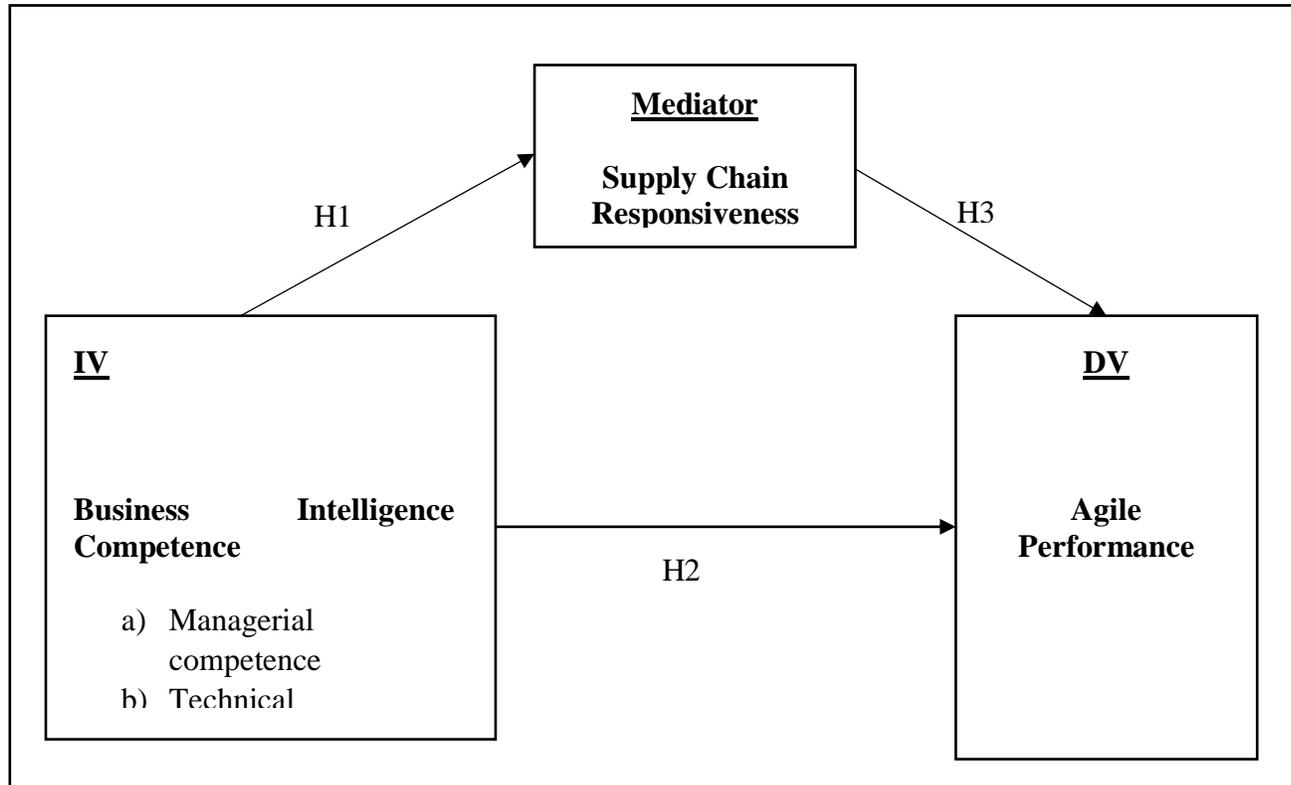 Mediator
Supply Chain
Responsiveness
H1
H3
IV
Business Intelligence
Competence
a) Managerial
competence
b) Technical
H2
DV
Agile
Performance